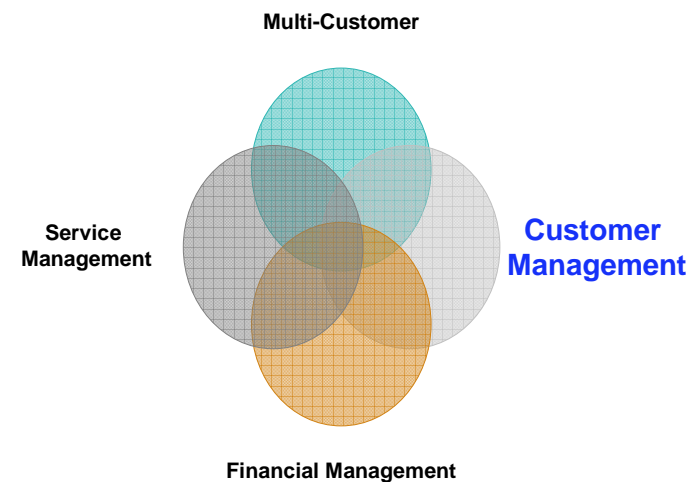 Multi-Customer
Service
Management
Customer
Management
Financial Management